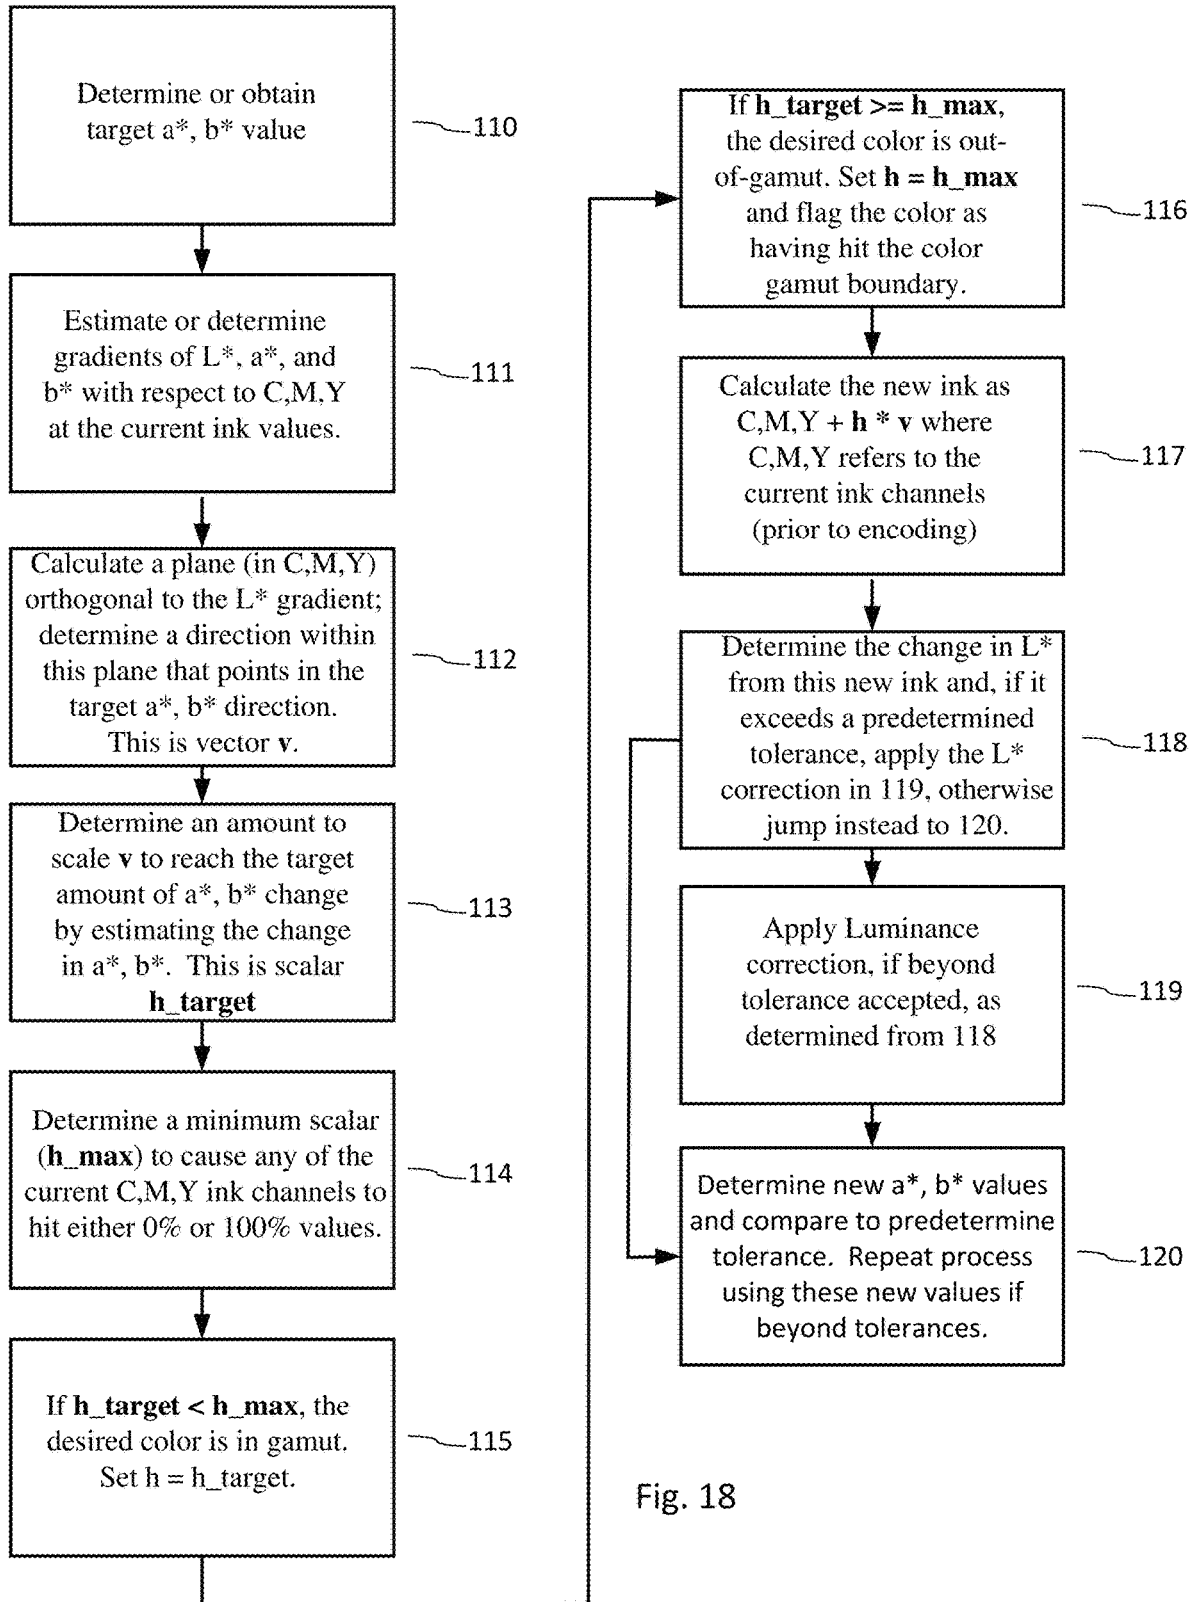 Determine or obtain
target a*, b* value
110
Estimate or determine
gradients of L*, a*, and
b* with respect to C,M,Y
at the current ink values.
111
Calculate a plane (in C,M,Y)
orthogonal to the L* gradient;
determine a direction within
this plane that points in the
target a*, b* direction.
This is vector v.
112
Determine an amount to
scale v to reach the target
amount of a*, b* change
by estimating the change
in a*, b*. This is scalar
h_target
113
Determine a minimum scalar
(h_max) to cause any of the
current C,M,Y ink channels to
hit either 0% or 100% values.
114
If h_target < h_max, the
desired color is in gamut.
Set h = h_target.
115
If h_target >= h_max,
the desired color is out-
of-gamut. Set h = h_max
and flag the color as
having hit the color
gamut boundary.
116
Calculate the new ink as
C,M,Y + h * v where
C,M,Y refers to the
current ink channels
(prior to encoding)
117
Determine the change in L*
from this new ink and, if it
exceeds a predetermined
tolerance, apply the L*
correction in 119, otherwise
jump instead to 120.
118
Apply Luminance
correction, if beyond
tolerance accepted, as
determined from 118
119
Determine new a*, b* values
and compare to predetermine
tolerance. Repeat process
using these new values if
beyond tolerances.
120
Fig. 18